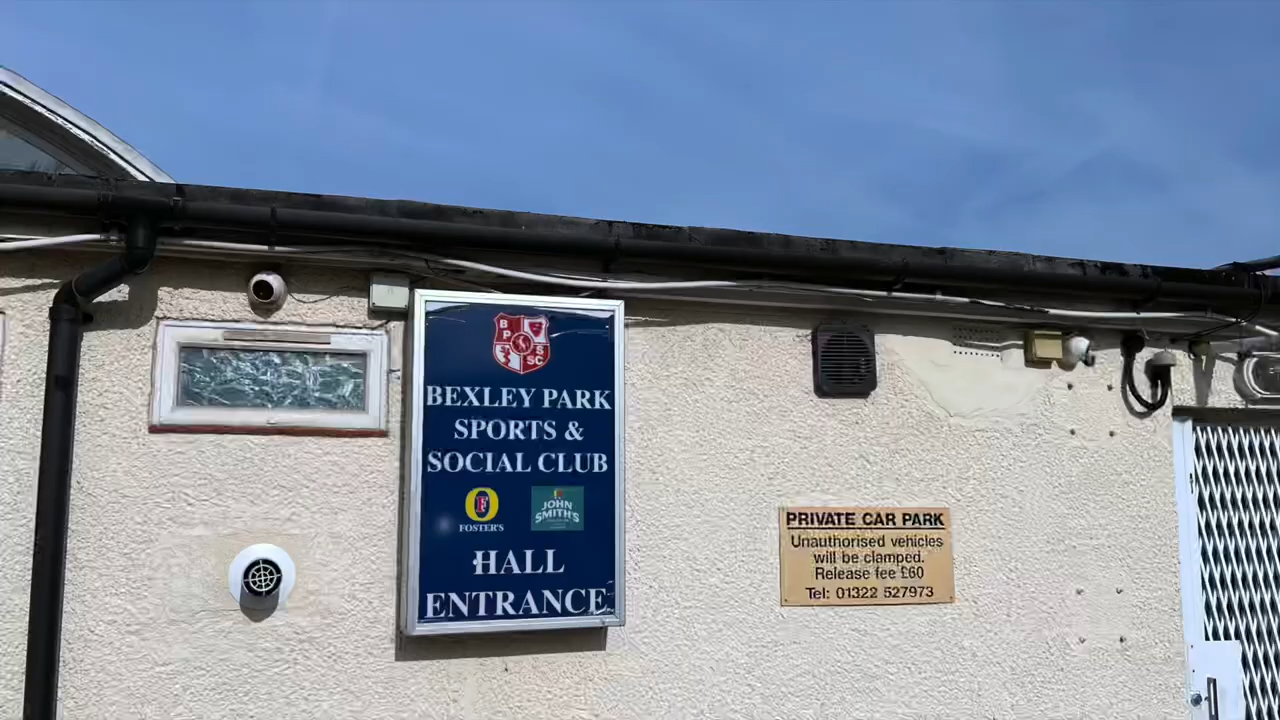 B
P
S
SC.
BEXLEY PARK
SPORTS &
SOCIAL CLUB
F
FOSTER'S
JOHN
SMITH'S
HALL
ENTRANCE
PRIVATE CAR PARK
Unauthorised vehicles
will be clamped.
Release fee £60
Tel: 01322 527973